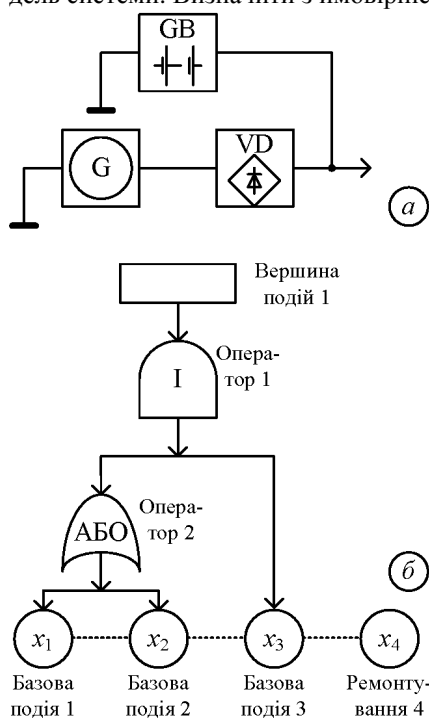 дель системи. Визначити з імовірніс
GB
G
VD
а
Вершина
подій 1
Опера-
тор 1
І
Опера-
тор 2
АБО
б
x1 x2 x3 x4
Базова Базова Базова Ремонту-
подія 1 подія 2 подія 3 вання 4